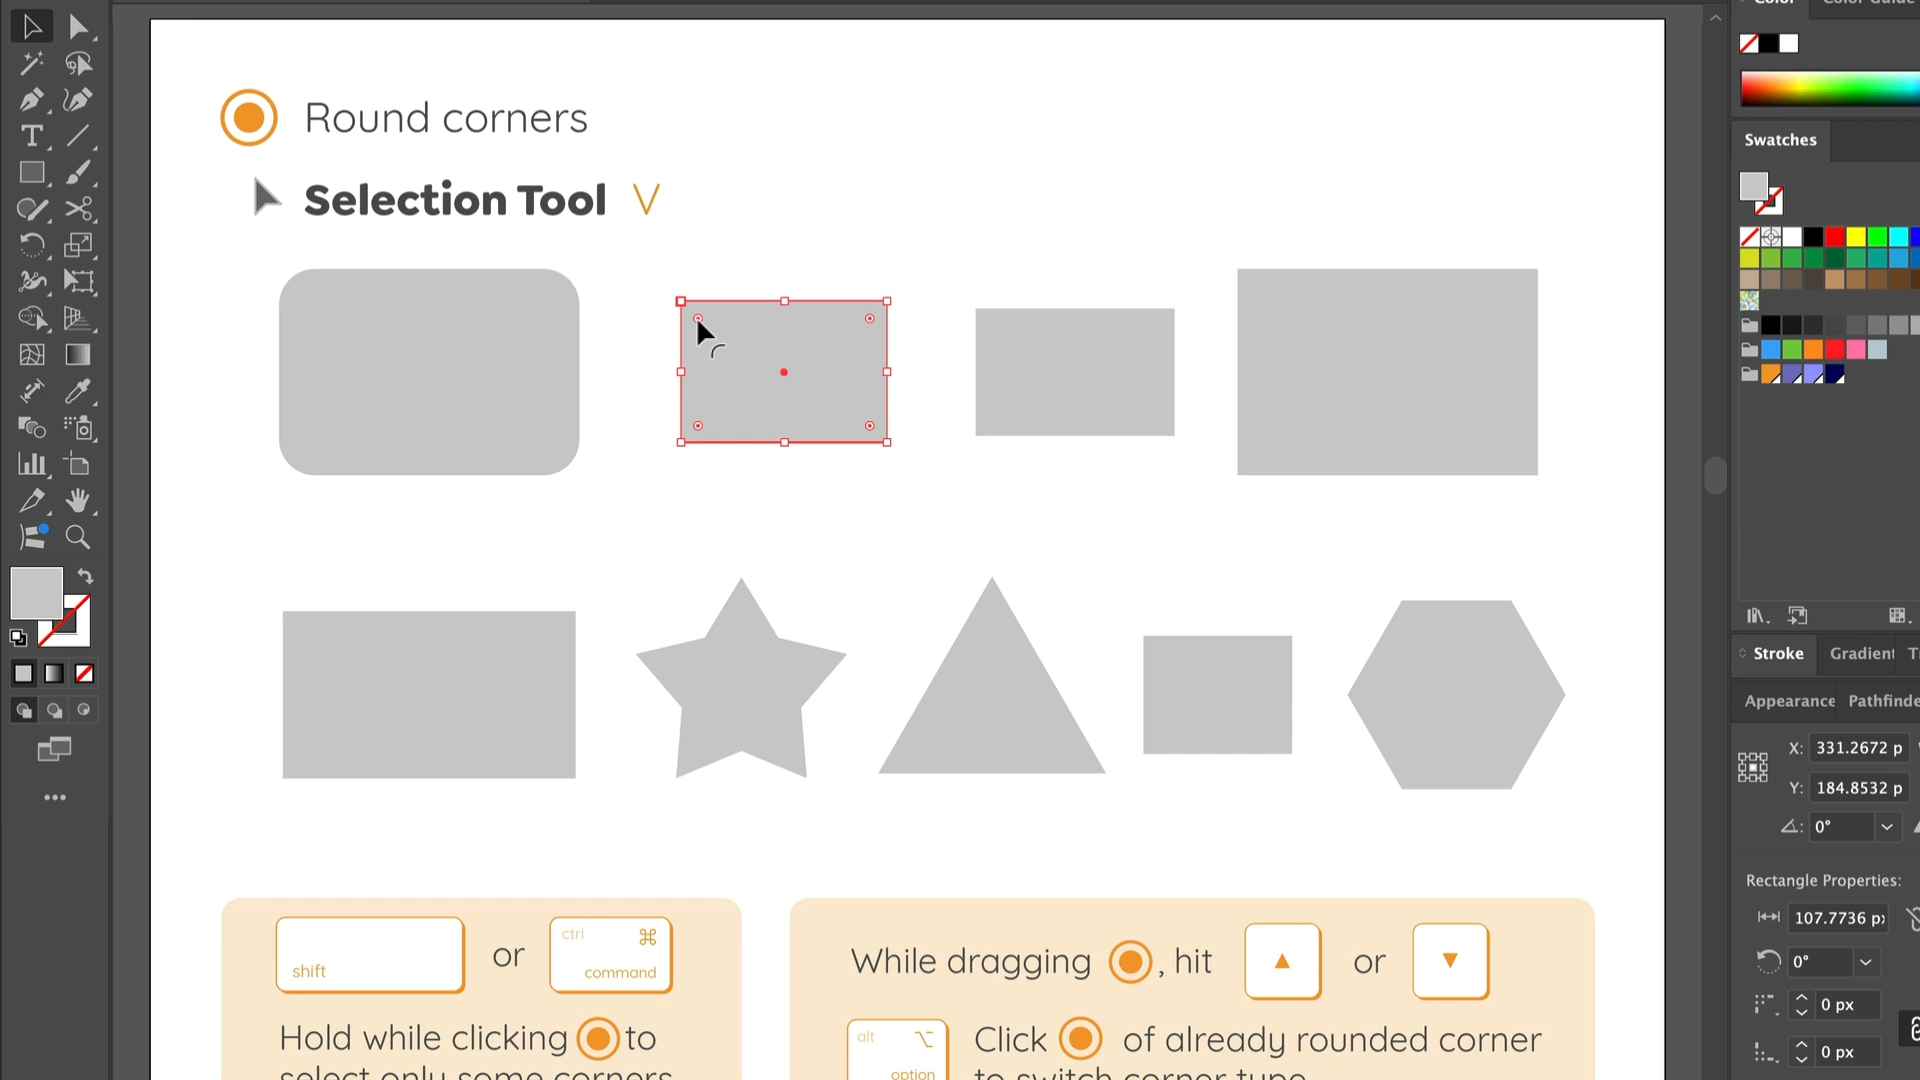 Round corners
Selection Tool V
shift
or
ctrl
⌘
command
Hold while clicking to
select only some corners
While dragging , hit ▲ or ▼
alt
⌥
option
Click of already rounded corner
to switch corner type
Color
Color Guide
Swatches
Stroke
Gradient
Appearance
Pathfinde
X: 331.2672 p
Y: 184.8532 p
0°
Rectangle Properties:
107.7736 p
0°
0 px
0 px